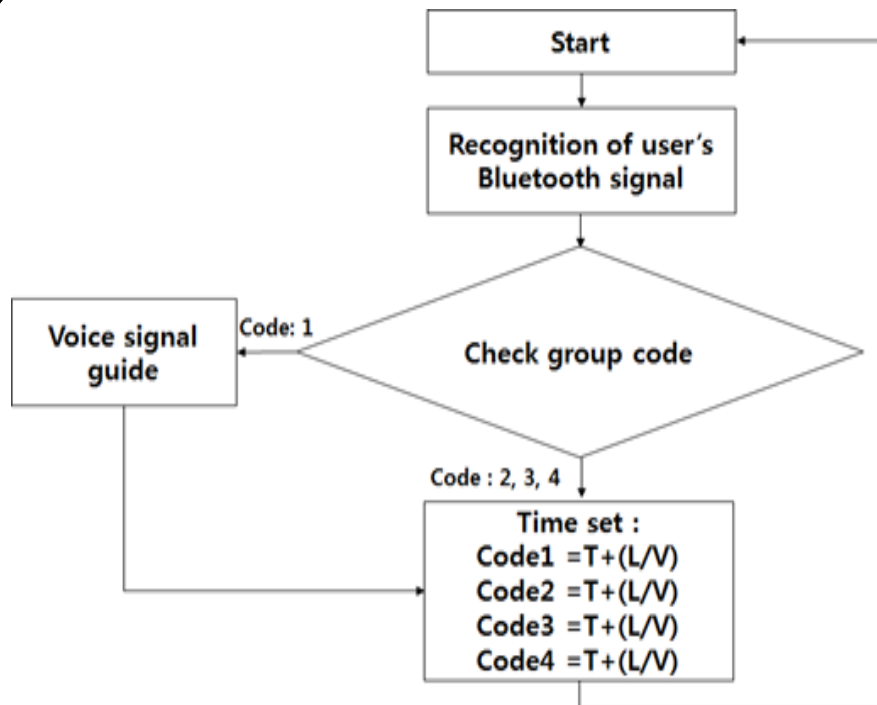 Start
Recognition of user's
Bluetooth signal
Code: 1
Voice signal
guide
Check group code
Code : 2, 3, 4
Time set :
Code1 =T+(L/V)
Code2 =T+(L/V)
Code3 =T+(L/V)
Code4 =T+(L/V)